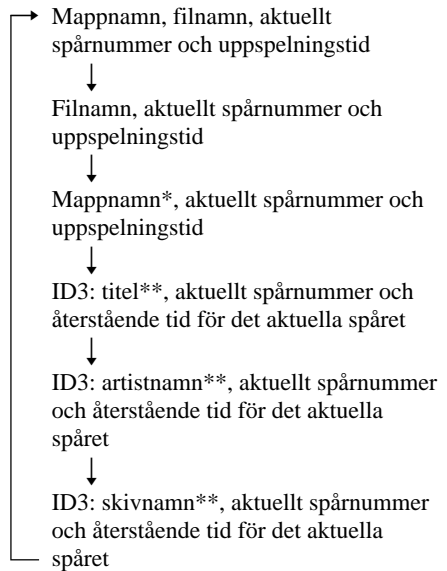 Mappnamn, filnamn, aktuellt
spårnummer och uppspelningstid
Filnamn, aktuellt spårnummer och
uppspelningstid
Mappnamn*, aktuellt spårnummer och
uppspelningstid
ID3: titel**, aktuellt spårnummer och
återstående tid för det aktuella spåret
ID3: artistnamn**, aktuellt spårnummer
och återstående tid för det aktuella
spåret
ID3: skivnamn**, aktuellt spårnummer
och återstående tid för det aktuella
spåret